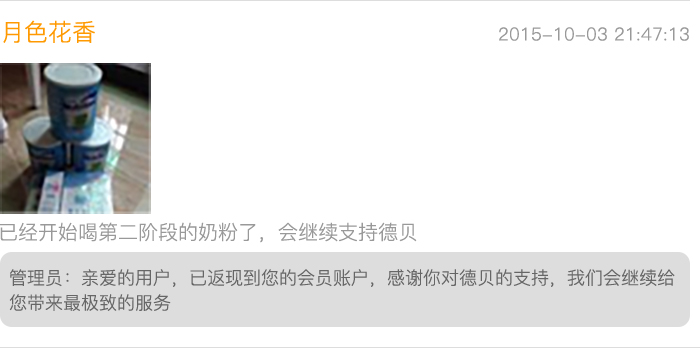 月色花香
2015-10-03 21:47:13
已经开始喝第二阶段的奶粉了，会继续支持德贝
管理员：亲爱的用户，已返现到您的会员账户，感谢你对德贝的支持，我们会继续给
您带来最极致的服务